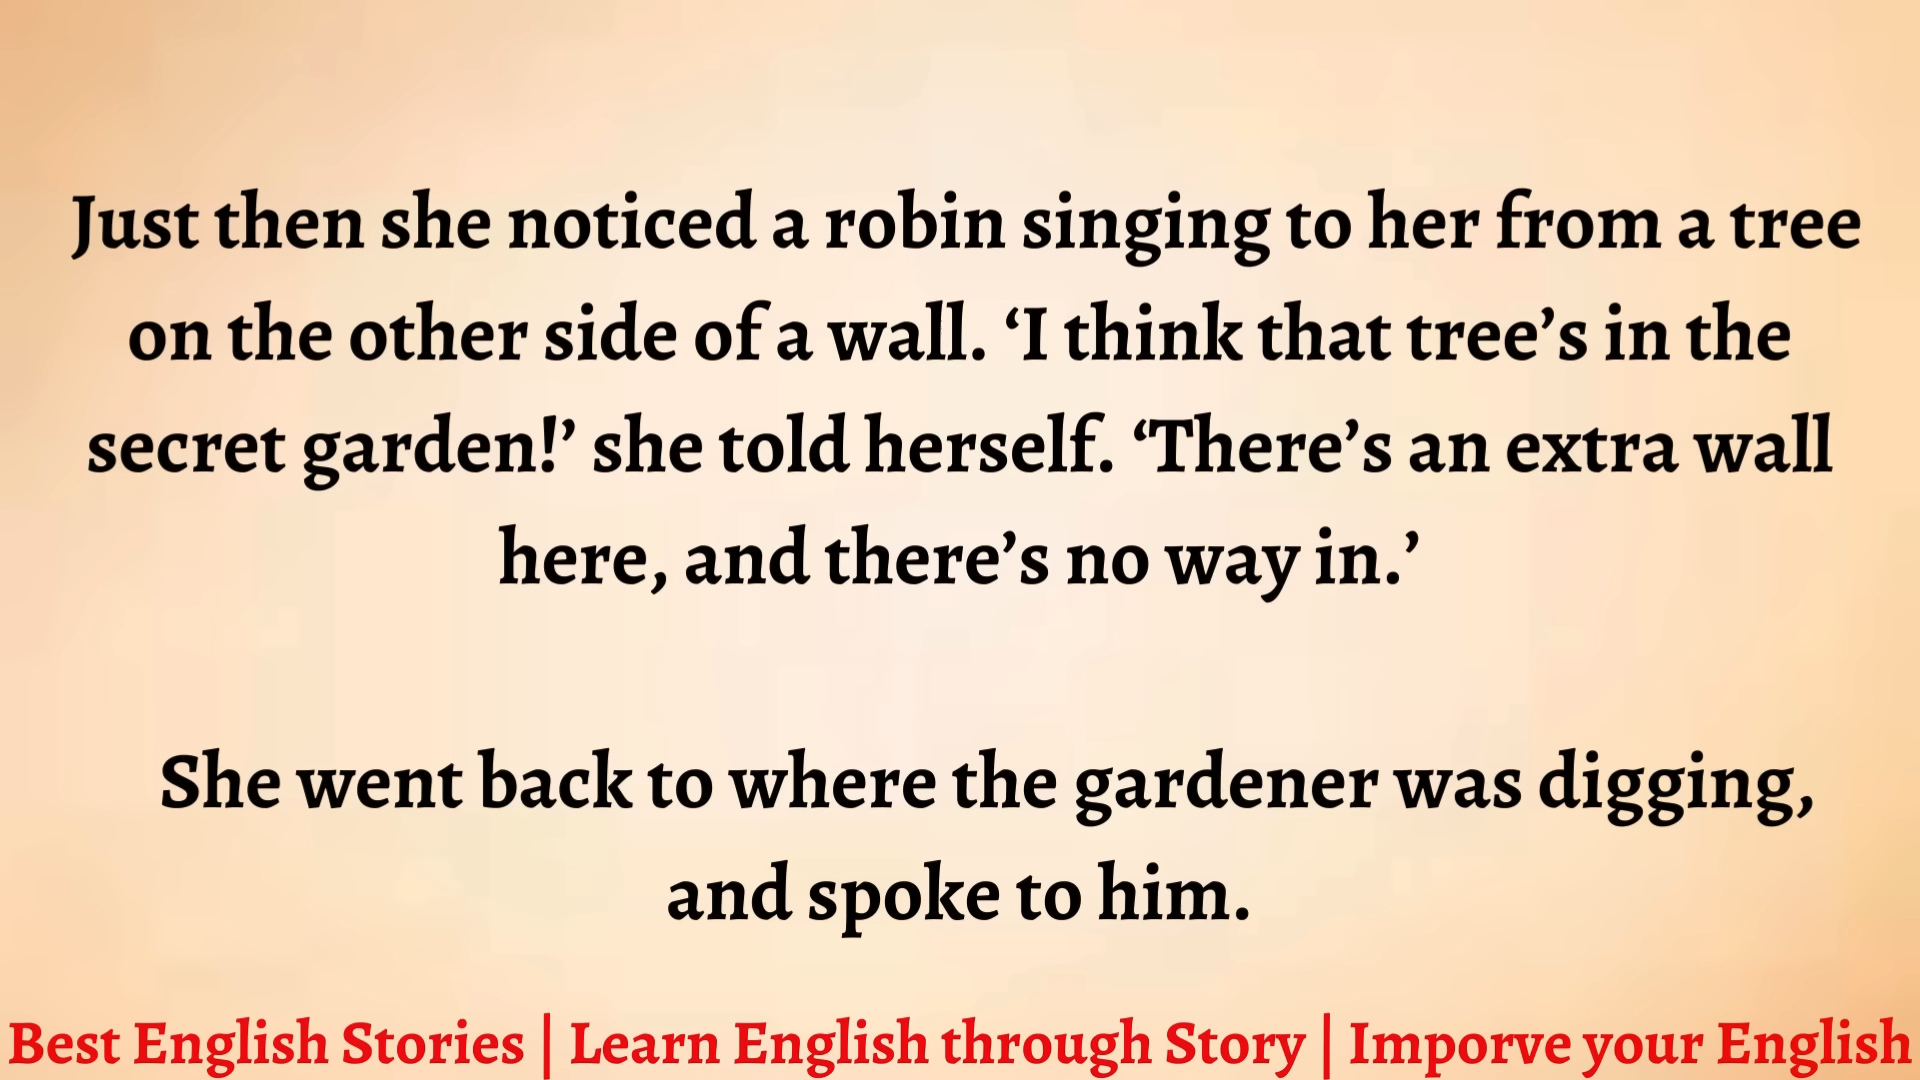 Just then she noticed a robin singing to her from a tree
on the other side of a wall. ‘I think that tree’s in the
secret garden!’ she told herself. ‘There’s an extra wall
here, and there’s no way in.’
She went back to where the gardener was digging,
and spoke to him.
Best English Stories | Learn English through Story | Imporve your English